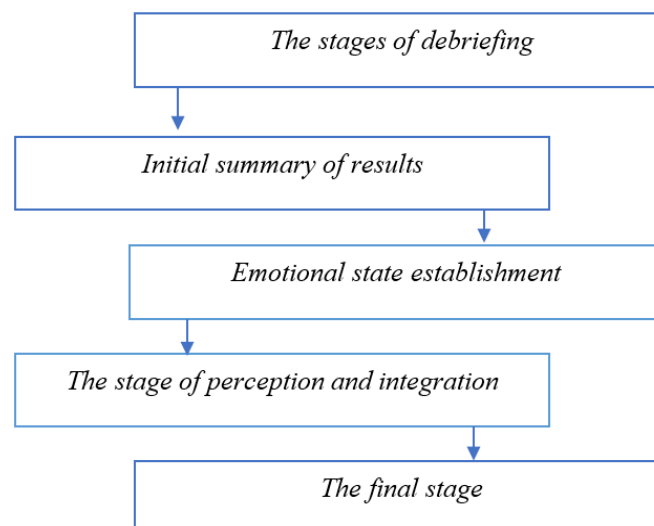 The stages of debriefing
Initial summary of results
Emotional state establishment
The stage of perception and integration
The final stage